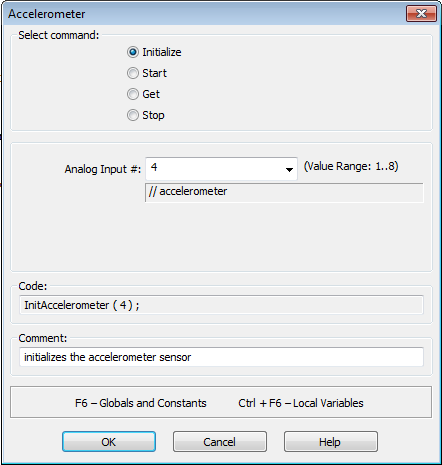 Accelerometer
Select command:
Initialize
Start
Get
Stop
Analog Input #: 4 (Value Range: 1..8)
// accelerometer
Code:
InitAccelerometer ( 4 ) ;
Comment:
initializes the accelerometer sensor
F6 – Globals and Constants Ctrl + F6 – Local Variables
OK Cancel Help